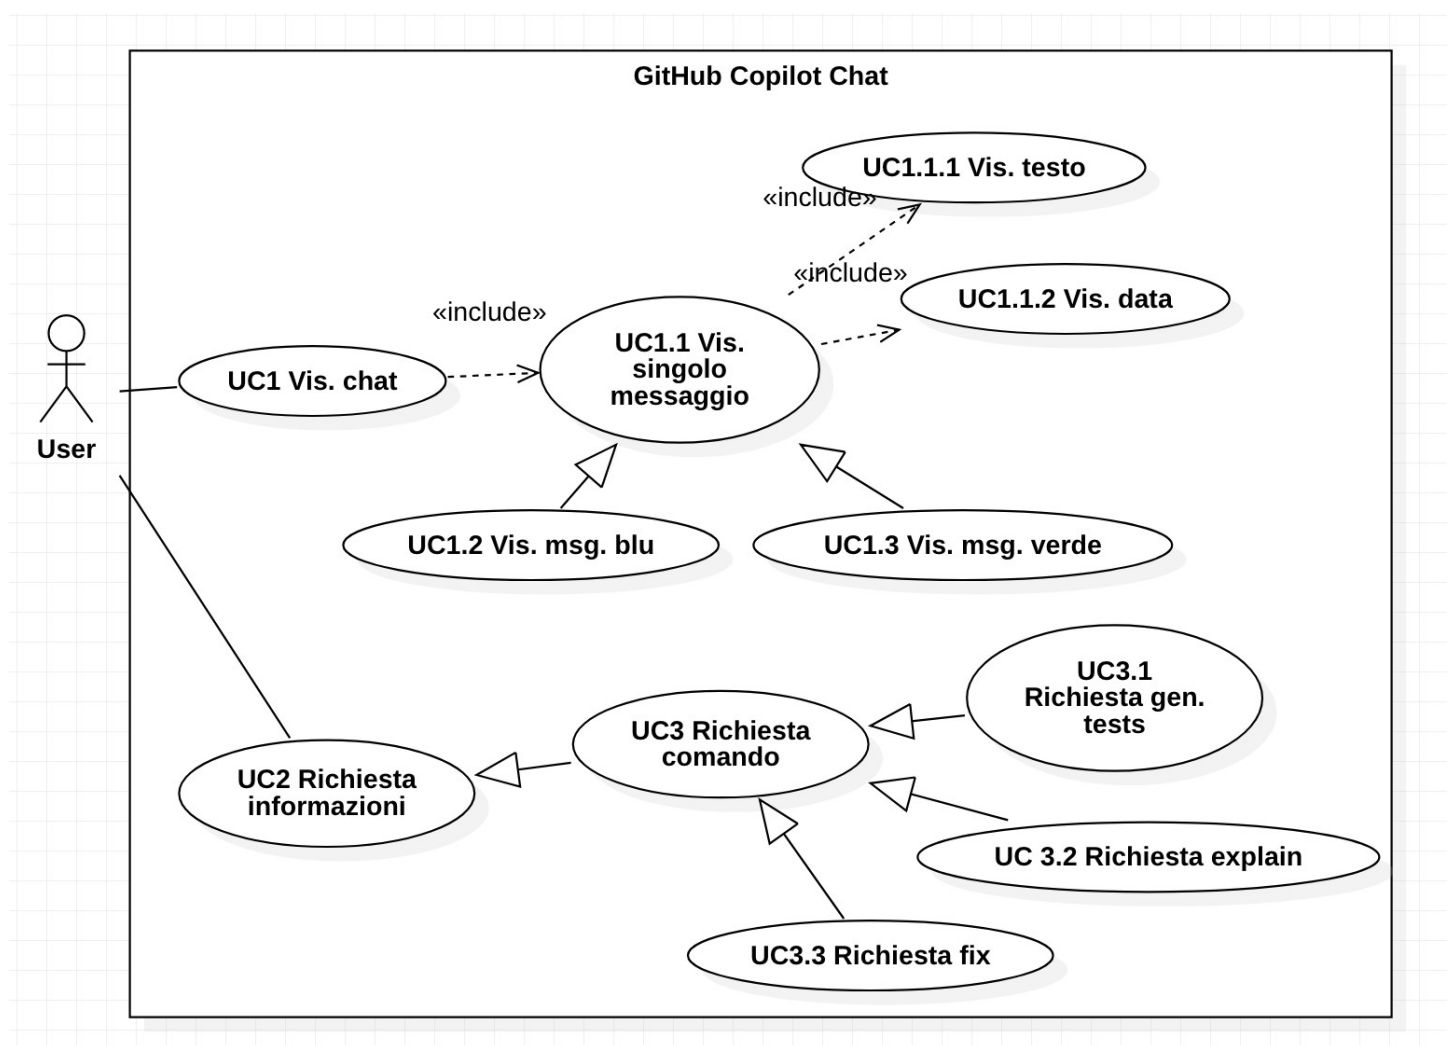 GitHub Copilot Chat
UC1.1.1 Vis. testo
«include»
«include»
UC1.1.2 Vis. data
«include»
UC1.1 Vis.
singolo
messaggio
UC1 Vis. chat
User
UC1.2 Vis. msg. blu
UC1.3 Vis. msg. verde
UC3.1
Richiesta gen.
tests
UC3 Richiesta
comando
UC2 Richiesta
informazioni
UC 3.2 Richiesta explain
UC3.3 Richiesta fix